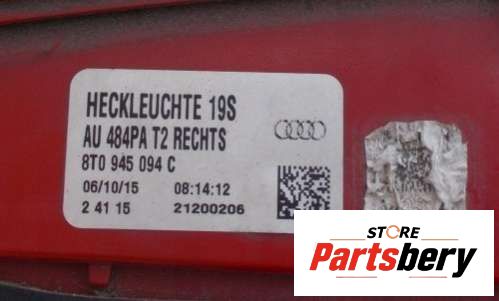 HECKLEUCHTE 19S
AU 484PA T2 RECHTS
8T0 945 094 C
06/10/15 08:14:12
2 41 15 21200206
STORE
Partsbery